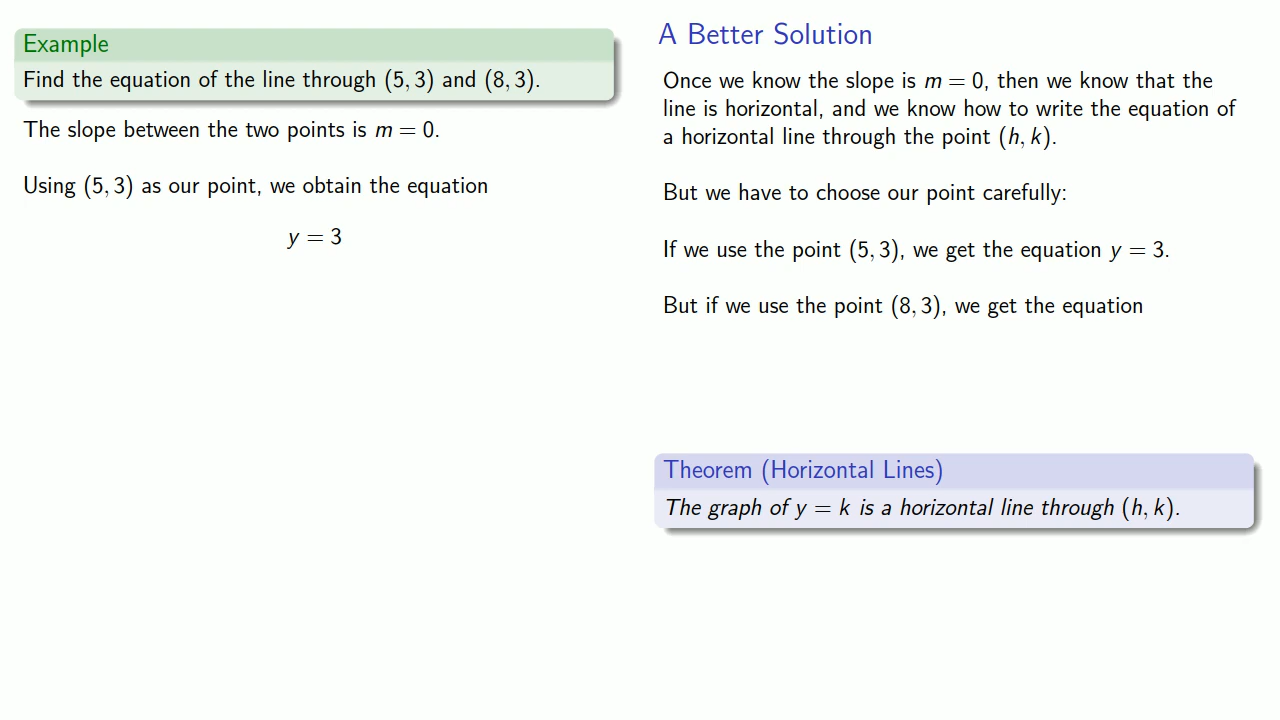 Example
Find the equation of the line through (5, 3) and (8, 3).
The slope between the two points is m = 0.
Using (5, 3) as our point, we obtain the equation
y = 3
A Better Solution
Once we know the slope is m = 0, then we know that the
line is horizontal, and we know how to write the equation of
a horizontal line through the point (h, k).
But we have to choose our point carefully:
If we use the point (5, 3), we get the equation y = 3.
But if we use the point (8, 3), we get the equation
Theorem (Horizontal Lines)
The graph of y = k is a horizontal line through (h, k).